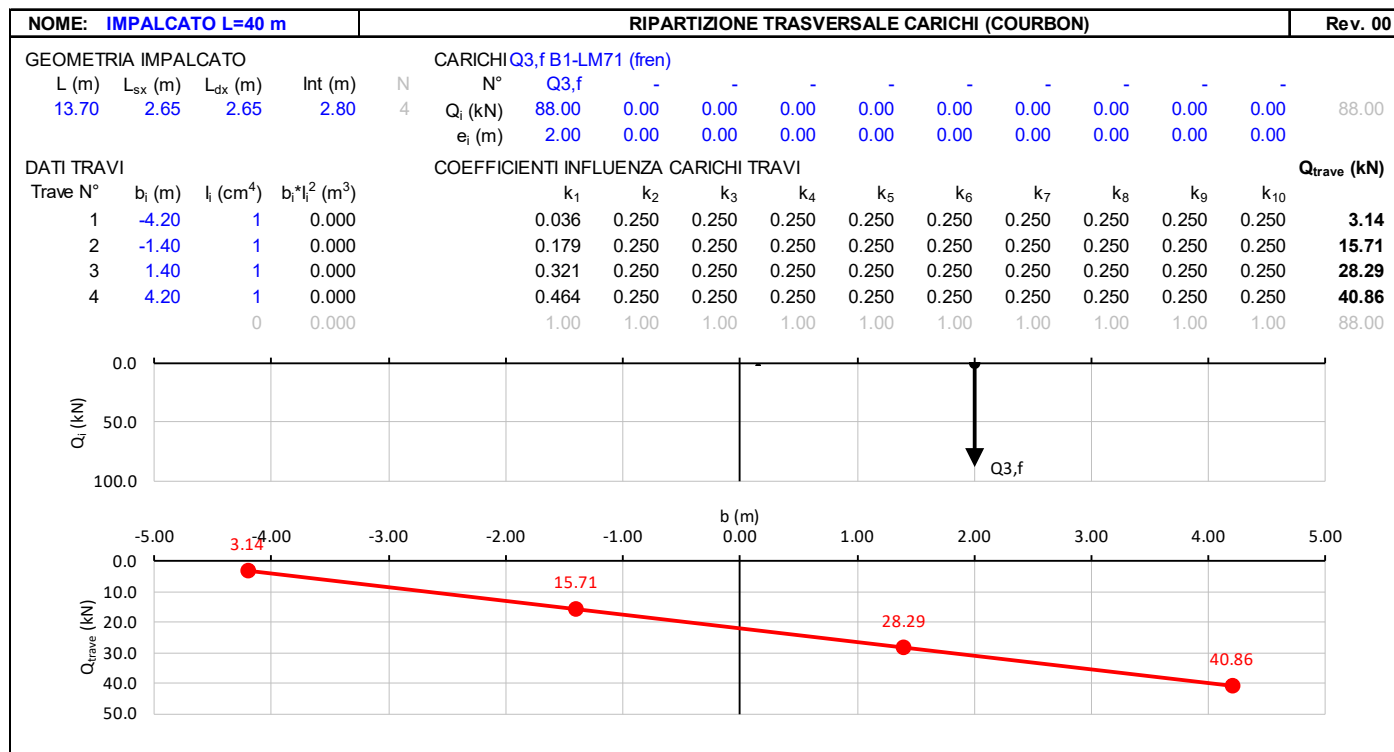 NOME: IMPALCATO L=40 m RIPARTIZIONE TRASVERSALE CARICHI (COURBON) Rev. 00
GEOMETRIA IMPALCATO CARICHI Q3,f B1-LM71 (fren)
L (m) Lsx (m) Ldx (m) Int (m) N N° Q3,f - - - - - - - - -
13.70 2.65 2.65 2.80 4 Qi (kN) 88.00 0.00 0.00 0.00 0.00 0.00 0.00 0.00 0.00 0.00 88.00
ei (m) 2.00 0.00 0.00 0.00 0.00 0.00 0.00 0.00 0.00 0.00
DATI TRAVI COEFFICIENTI INFLUENZA CARICHI TRAVI Qtrave (kN)
Trave N° bi (m) Ii (cm4) bi*Ii2 (m3) k1 k2 k3 k4 k5 k6 k7 k8 k9 k10
1 -4.20 1 0.000 0.036 0.250 0.250 0.250 0.250 0.250 0.250 0.250 0.250 0.250 3.14
2 -1.40 1 0.000 0.179 0.250 0.250 0.250 0.250 0.250 0.250 0.250 0.250 0.250 15.71
3 1.40 1 0.000 0.321 0.250 0.250 0.250 0.250 0.250 0.250 0.250 0.250 0.250 28.29
4 4.20 1 0.000 0.464 0.250 0.250 0.250 0.250 0.250 0.250 0.250 0.250 0.250 40.86
0 0.000 1.00 1.00 1.00 1.00 1.00 1.00 1.00 1.00 1.00 1.00 88.00
0.0
-
50.0
100.0
Qi (kN)
Q3,f
b (m)
-5.00 -4.00 -3.00 -2.00 -1.00 0.00 1.00 2.00 3.00 4.00 5.00
0.0
10.0
20.0
30.0
40.0
50.0
Qtrave (kN)
3.14
15.71
28.29
40.86